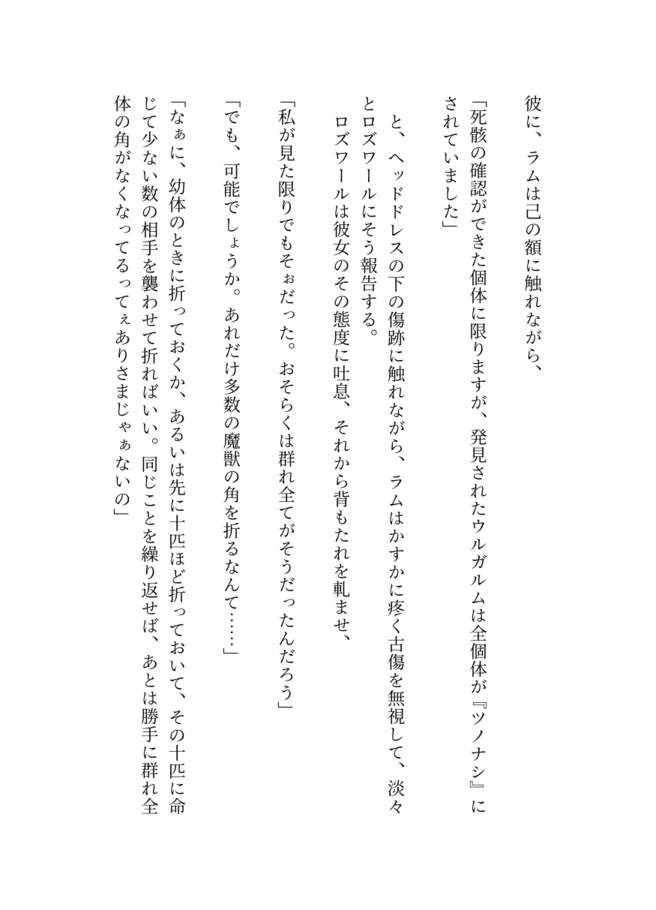 彼に、ラムは己の額に触れながら、
「死骸の確認ができた個体に限りますが、発見されたウルガルムは全個体が『ツノナシ』に
されていました」
と、ヘッドドレスの下の傷跡に触れながら、ラムはかすかに疼く古傷を無視して、淡々
とロズワールにそう報告する。
ロズワールは彼女のその態度に吐息、それから背もたれを軋ませ、
「私が見た限りでもそぉだった。おそらくは群れ全てがそうだったんだろう」
「でも、可能でしょうか。あれだけ多数の魔獣の角を折るなんて……」
「なぁに、幼体のときに折っておくか、あるいは先に十匹ほど折っておいて、その十匹に命
じて少ない数の相手を襲わせて折ればいい。同じことを繰り返せば、あとは勝手に群れ全
体の角がなくなってるってぇありさまじゃぁないの」